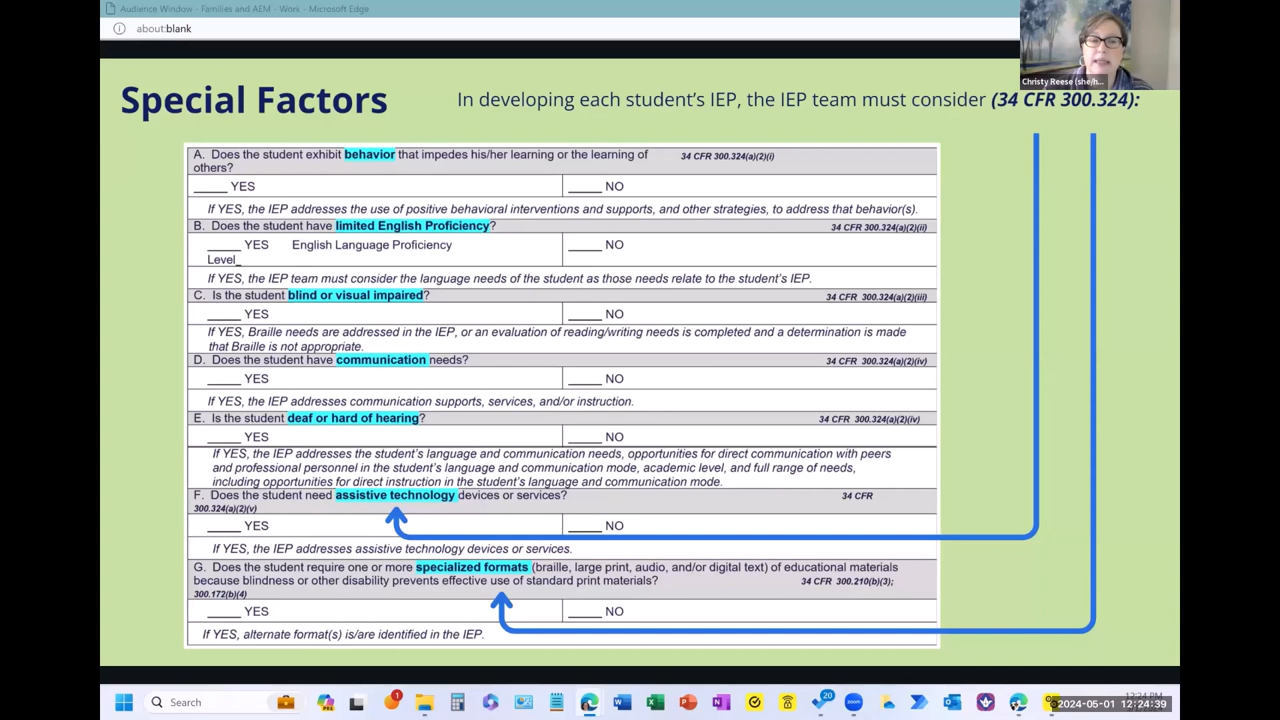 Audience Window - Families and AEM - Work - Microsoft Edge
about:blank
Christy Reese (she/h...
Special Factors
In developing each student's IEP, the IEP team must consider (34 CFR 300.324):
A. Does the student exhibit behavior that impedes his/her learning or the learning of 34 CFR 300.324(a)(2)(i)
others?
_____ YES _____ NO
If YES, the IEP addresses the use of positive behavioral interventions and supports, and other strategies, to address that behavior(s).
B. Does the student have limited English Proficiency? 34 CFR 300.324(a)(2)(ii)
_____ YES English Language Proficiency _____ NO
Level_
If YES, the IEP team must consider the language needs of the student as those needs relate to the student's IEP.
C. Is the student blind or visual impaired? 34 CFR 300.324(a)(2)(iii)
_____ YES _____ NO
If YES, Braille needs are addressed in the IEP, or an evaluation of reading/writing needs is completed and a determination is made
that Braille is not appropriate.
D. Does the student have communication needs? 34 CFR 300.324(a)(2)(iv)
_____ YES _____ NO
If YES, the IEP addresses communication supports, services, and/or instruction.
E. Is the student deaf or hard of hearing? 34 CFR 300.324(a)(2)(iv)
_____ YES _____ NO
If YES, the IEP addresses the student's language and communication needs, opportunities for direct communication with peers
and professional personnel in the student's language and communication mode, academic level, and full range of needs,
including opportunities for direct instruction in the student's language and communication mode.
F. Does the student need assistive technology devices or services? 34 CFR
300.324(a)(2)(v)
_____ YES _____ NO
If YES, the IEP addresses assistive technology devices or services.
G. Does the student require one or more specialized formats (braille, large print, audio, and/or digital text) of educational materials
because blindness or other disability prevents effective use of standard print materials? 34 CFR 300.210(b)(3);
300.172(b)(4)
_____ YES _____ NO
If YES, alternate format(s) is/are identified in the IEP.
Search
1
20
12:24 PM
2024-05-01 12:24:39